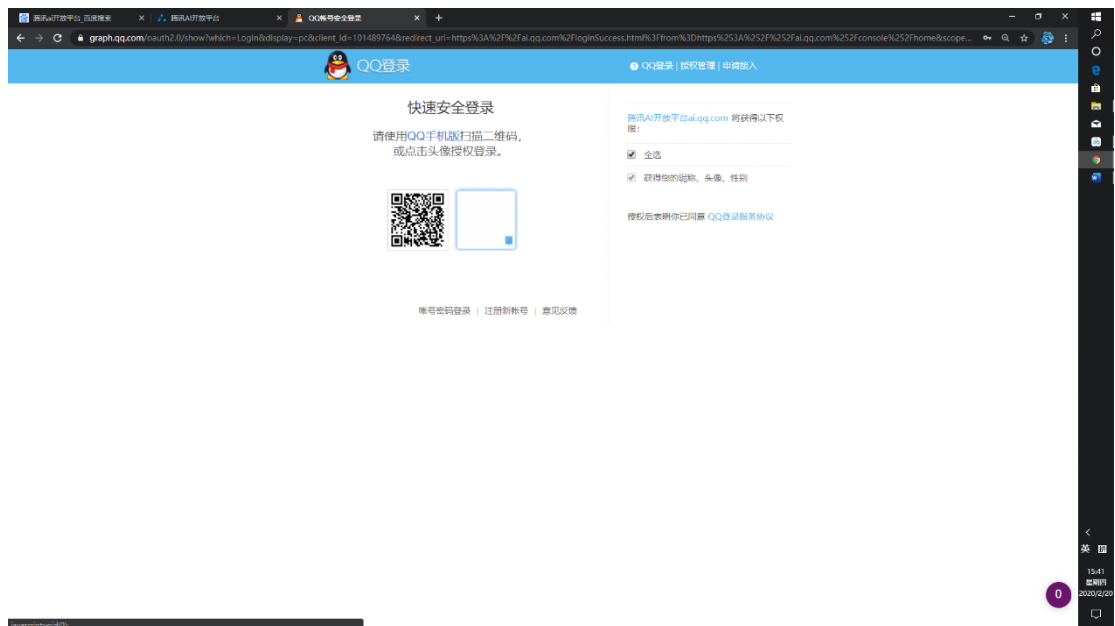 腾讯ai开放平台_百度搜索
腾讯AI开放平台
QQ帐号安全登录
graph.qq.com/oauth2.0/show?which=Login&display=pc&client_id=101489764&redirect_uri=https%3A%2F%2Fai.qq.com%2FloginSuccess.html%3Ffrom%3Dhttps%253A%252F%252Fai.qq.com%252Fconsole%252Fhome&scope...
QQ登录
QQ登录 | 授权管理 | 申请接入
快速安全登录
请使用QQ手机版扫描二维码,
或点击头像授权登录。
腾讯AI开放平台ai.qq.com 将获得以下权
限:
全选
获得您的昵称、头像、性别
授权后表明你已同意 QQ登录服务协议
帐号密码登录 | 注册新帐号 | 意见反馈
英
15:41
星期四
2020/2/20
0